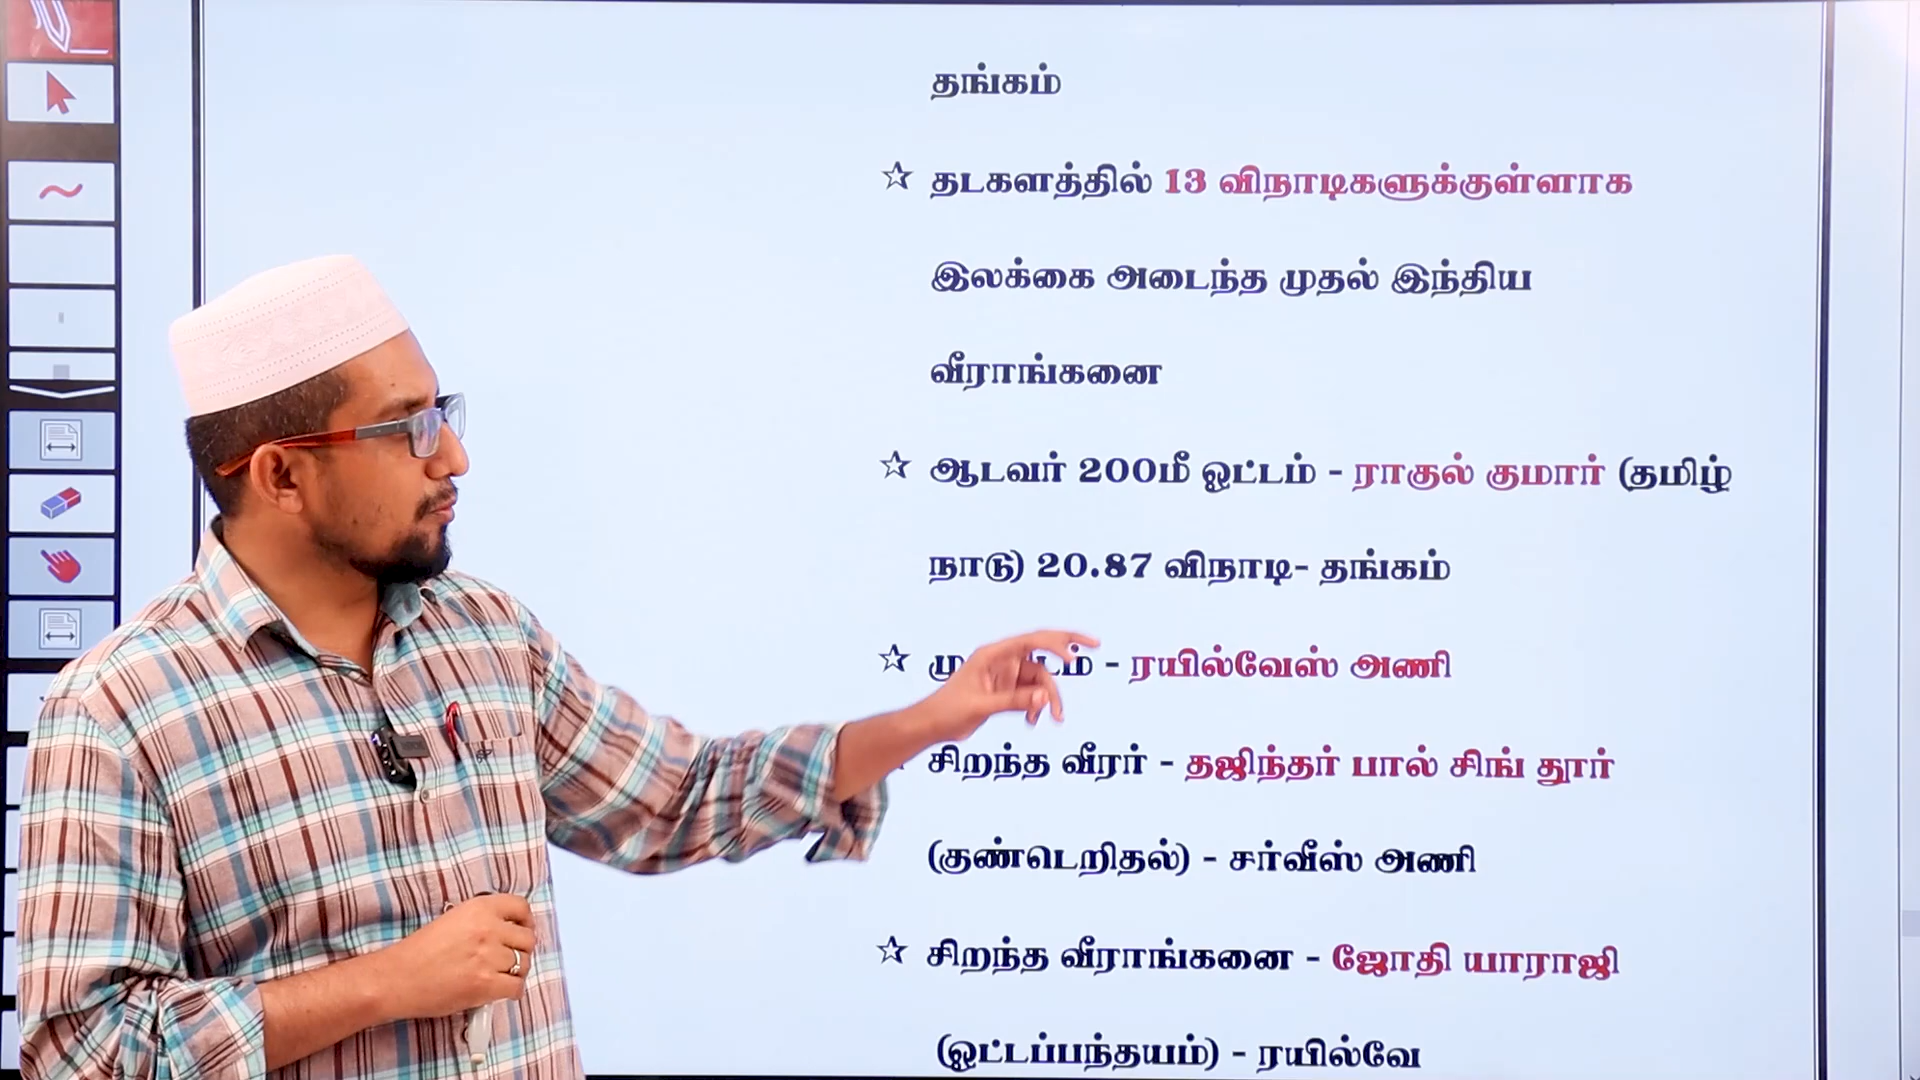 தங்கம்
☆ தடகளத்தில் 13 விநாடிகளுக்குள்ளாக
இலக்கை அடைந்த முதல் இந்திய
வீராங்கனை
☆ ஆடவர் 200மீ ஓட்டம் - ராகுல் குமார் (தமிழ்
நாடு) 20.87 விநாடி- தங்கம்
☆ - ரயில்வேஸ் அணி
சிறந்த வீரர் - தஜிந்தர் பால் சிங் தூர்
(குண்டெறிதல்) - சர்வீஸ் அணி
☆ சிறந்த வீராங்கனை - ஜோதி யாராஜி
(ஓட்டப்பந்தயம்) - ரயில்வே